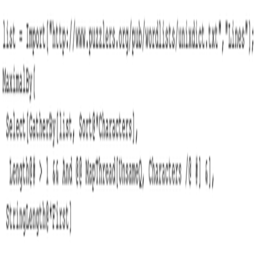 list = Import["http://www.puzzlers.org/pub/wordlists/unixdict.txt","Lines"];
MaximalBy[
Select[GatherBy[list, Sort@*Characters],
Length@# > 1 && And @@ MapThread[UnsameQ, Characters /@ #] &],
StringLength@*First]